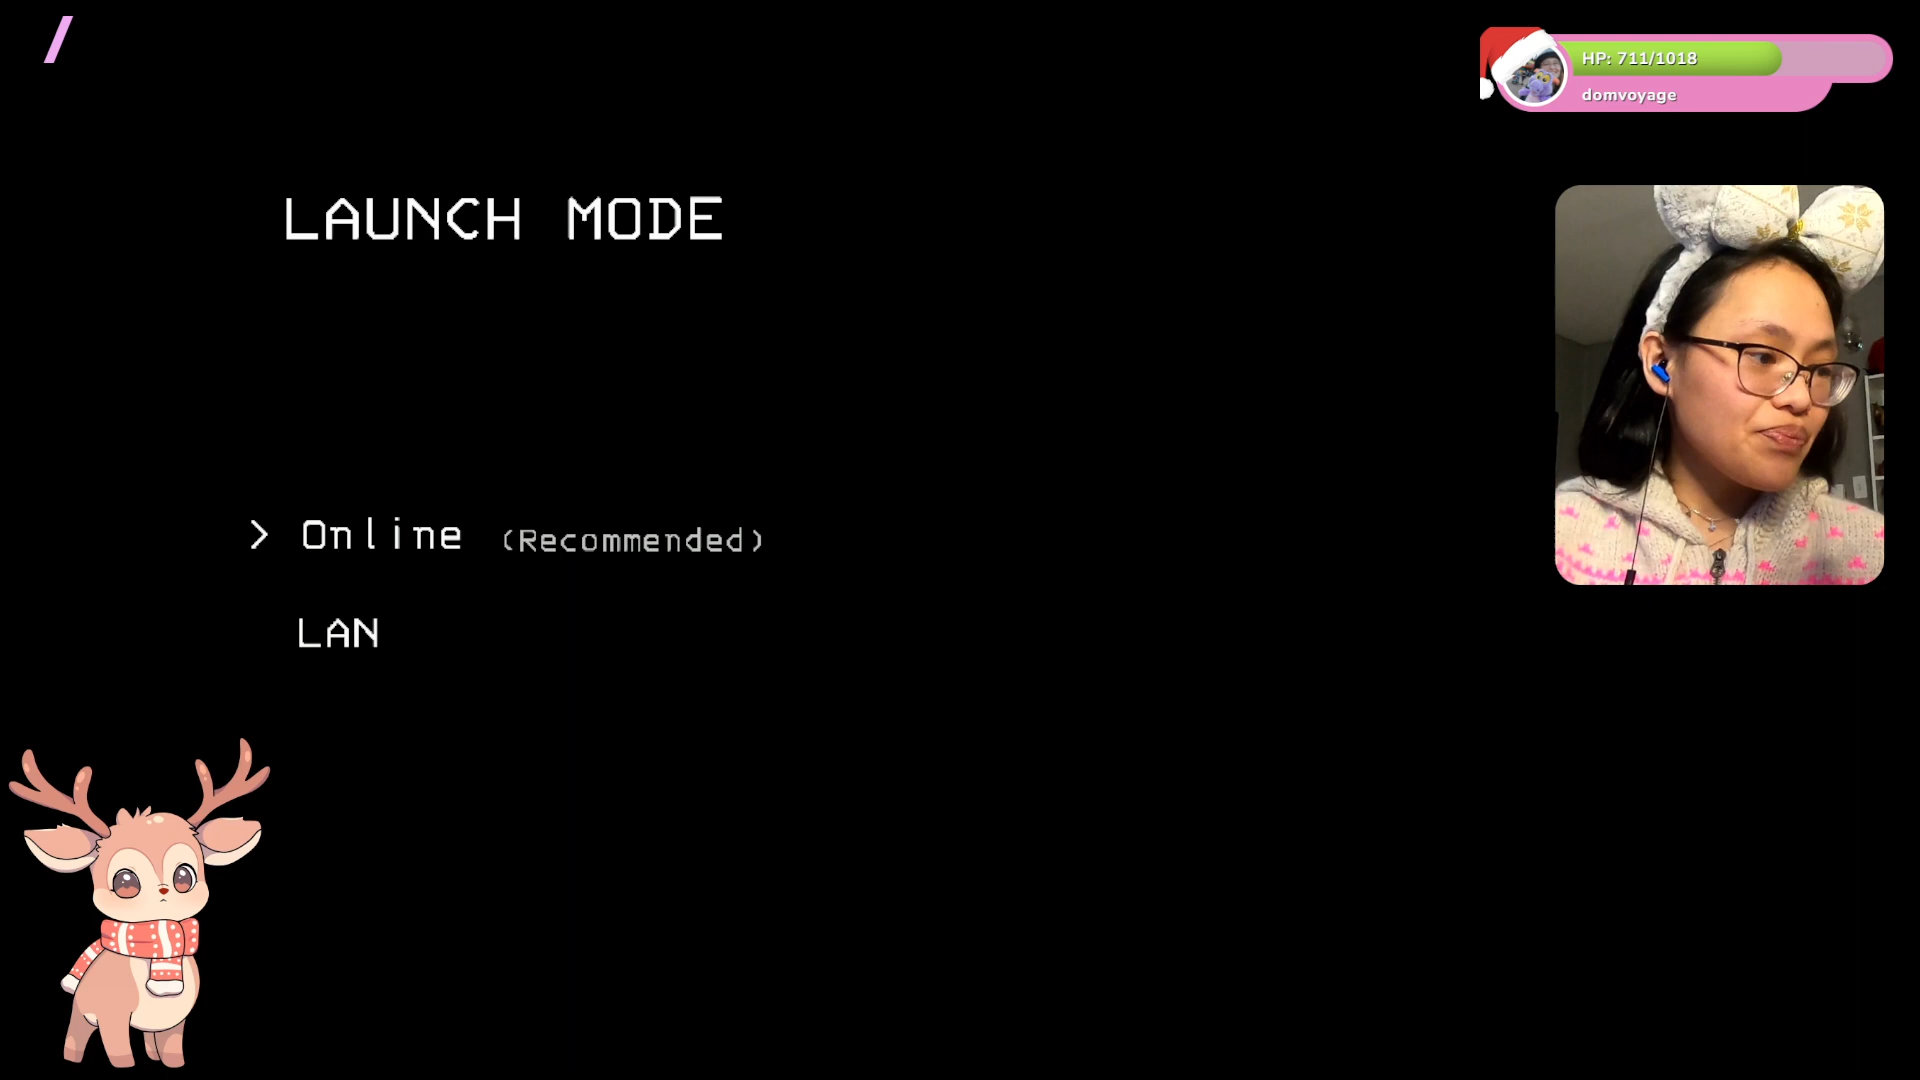 /
HP: 711/1018
domvoyage
LAUNCH MODE
> Online (Recommended)
LAN